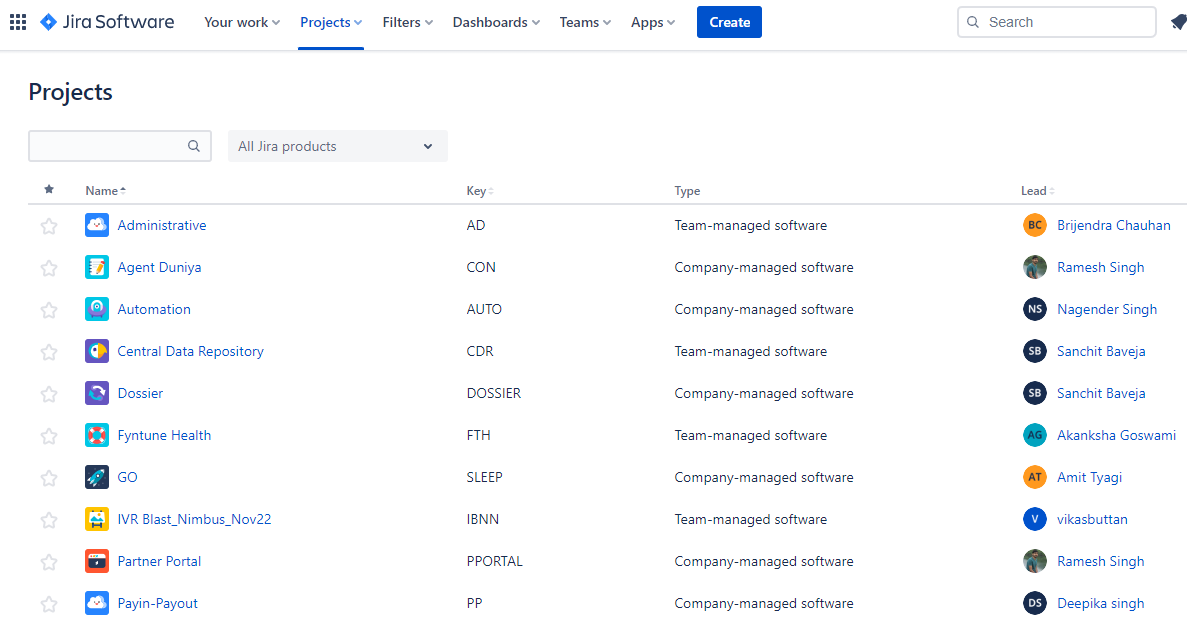 Jira Software Your work Projects Filters Dashboards Teams Apps Create Search
Projects
All Jira products
Name Key Type Lead
Administrative AD Team-managed software BC Brijendra Chauhan
Agent Duniya CON Company-managed software Ramesh Singh
Automation AUTO Company-managed software NS Nagender Singh
Central Data Repository CDR Team-managed software SB Sanchit Baveja
Dossier DOSSIER Company-managed software SB Sanchit Baveja
Fyntune Health FTH Team-managed software AG Akanksha Goswami
GO SLEEP Company-managed software AT Amit Tyagi
IVR Blast_Nimbus_Nov22 IBNN Team-managed software V vikasbuttan
Partner Portal PPORTAL Company-managed software Ramesh Singh
Payin-Payout PP Company-managed software DS Deepika singh